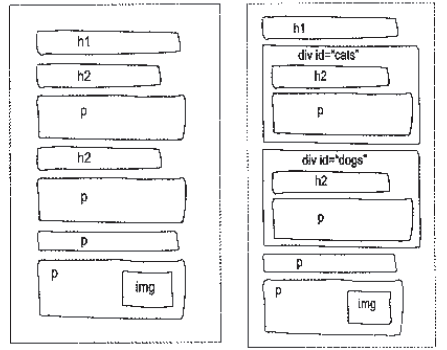 h1
h2
p
h2
p
p
p
img
h1
div id="cats"
h2
p
div id="dogs"
h2
p
p
p
img